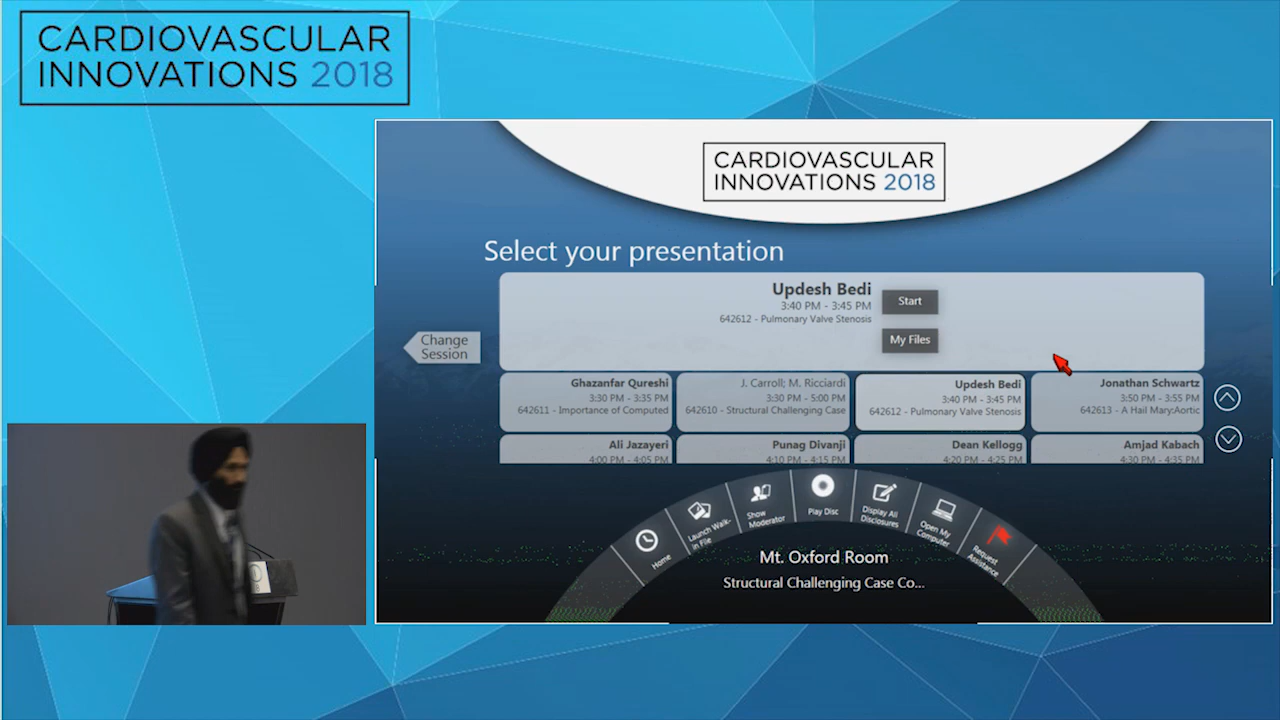 CARDIOVASCULAR
INNOVATIONS 2018
CARDIOVASCULAR
INNOVATIONS 2018
Select your presentation
Updesh Bedi
3:40 PM - 3:45 PM
642612 - Pulmonary Valve Stenosis
Start
My Files
Change
Session
Ghazanfar Qureshi
3:30 PM - 3:35 PM
642611 - Importance of Computed
J. Carroll; M. Ricciardi
3:30 PM - 5:00 PM
642610 - Structural Challenging Case
Updesh Bedi
3:40 PM - 3:45 PM
642612 - Pulmonary Valve Stenosis
Jonathan Schwartz
3:50 PM - 3:55 PM
642613 - A Hail Mary:Aortic
Ali Jazayeri
4:00 PM - 4:05 PM
Punag Divanji
4:10 PM - 4:15 PM
Dean Kellogg
4:20 PM - 4:25 PM
Amjad Kabach
4:30 PM - 4:35 PM
Home
Launch Walk-
in File
Show
Moderator
Play Disc
Display All
Disclosures
Open My
Computer
Request
Assistance
Mt. Oxford Room
Structural Challenging Case Co...